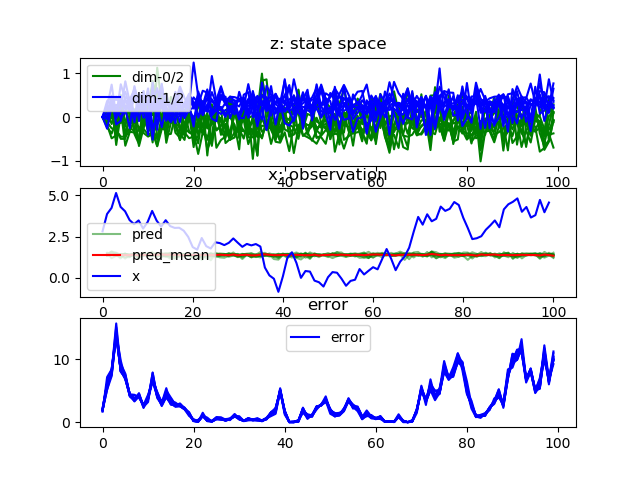 z: state space
1
0
−1
dim-0/2
dim-1/2
0 20 40 60 80 100
x: observation
5.0
2.5
0.0
pred
pred_mean
x
0 20 40 60 80 100
error
10
0
error
0 20 40 60 80 100